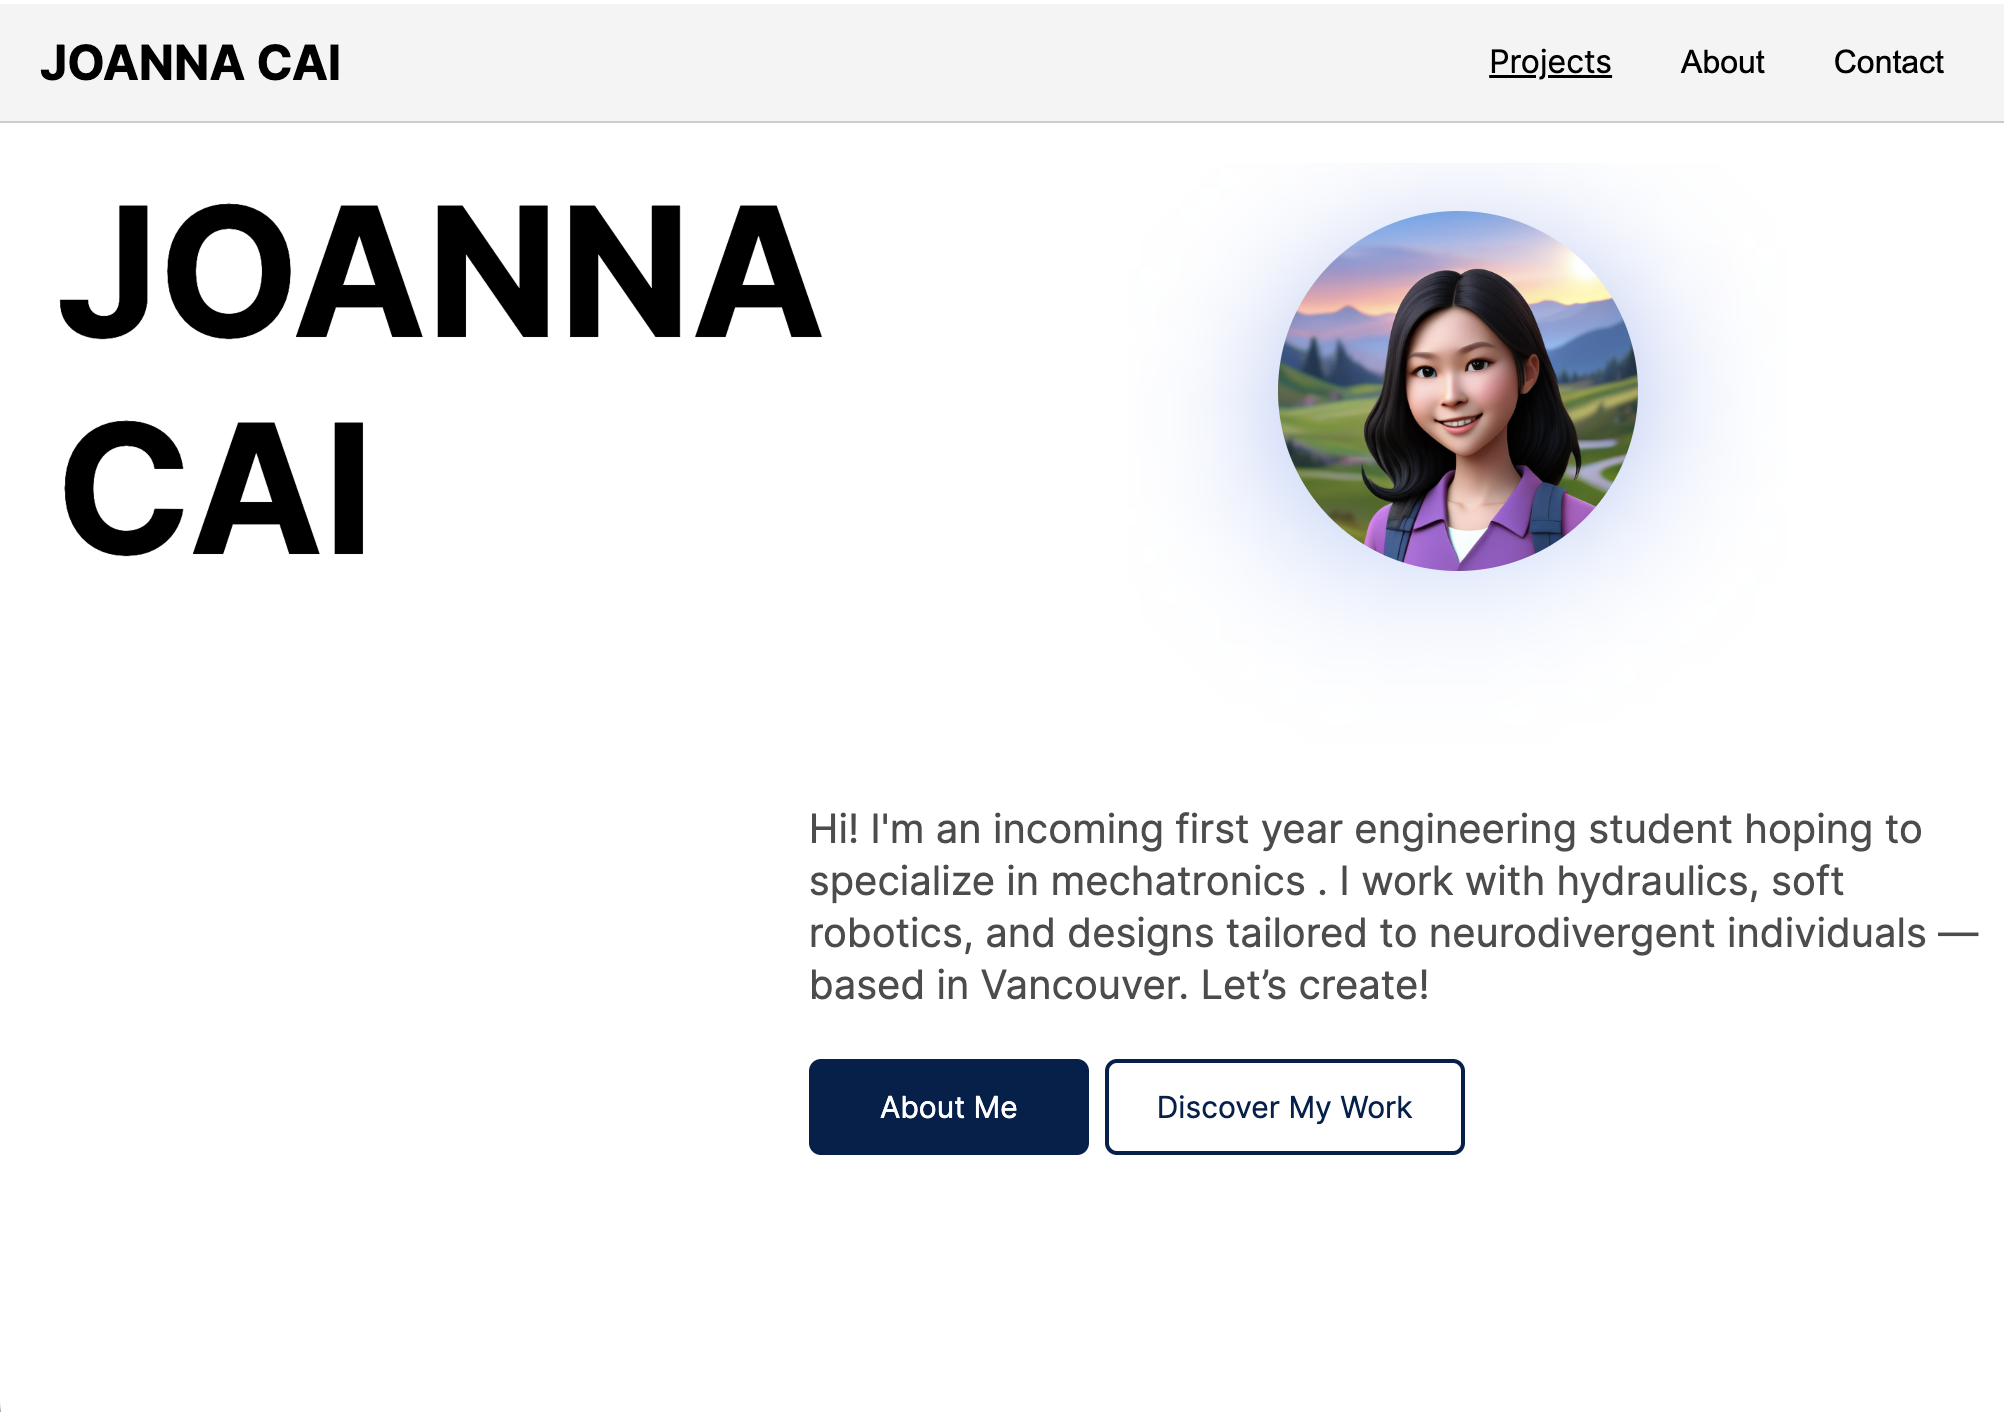 JOANNA CAI
Projects About Contact
JOANNA
CAI
Hi! I'm an incoming first year engineering student hoping to
specialize in mechatronics . I work with hydraulics, soft
robotics, and designs tailored to neurodivergent individuals —
based in Vancouver. Let’s create!
About Me Discover My Work